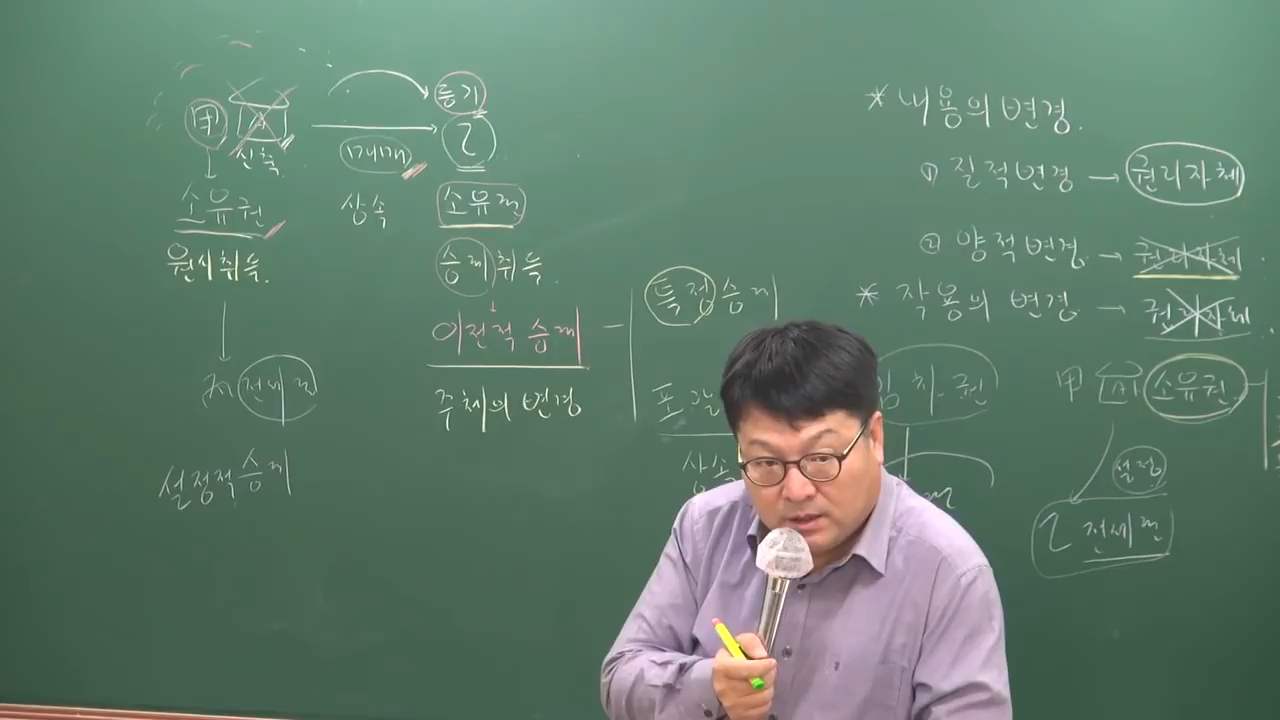 등기
甲 신축 매매 乙
소유권 상속 소유권
원시취득 승계취득
이전적 승계
주체의 변경
전세권
설정적 승계
특정승계
포괄
상속
* 내용의 변경.
① 질적변경 → 권리자체
② 양적변경 → 권리자체
* 작용의 변경 → 권리자체
임차권
甲 소유권
설정
乙 전세권